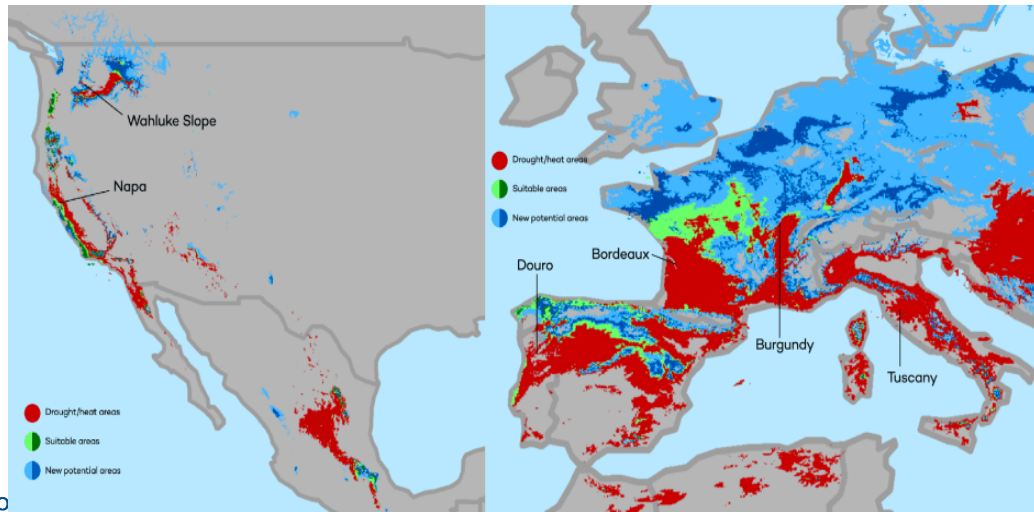 Wahluke Slope
Napa
Drought/heat areas
Suitable areas
New potential areas
Drought/heat areas
Suitable areas
New potential areas
Bordeaux
Douro
Burgundy
Tuscany